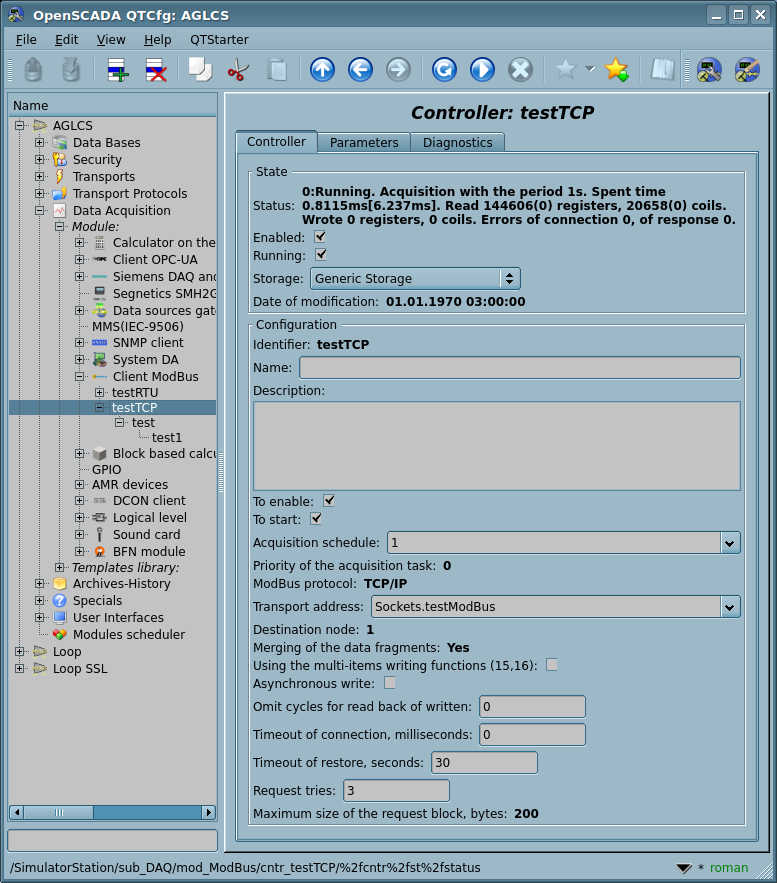 OpenSCADA QTCfg: AGLCS
File Edit View Help QTStarter
Name
AGLCS
Data Bases
Security
Transports
Transport Protocols
Data Acquisition
Module:
Calculator on the
Client OPC-UA
Siemens DAQ and
Segnetics SMH2G
Data sources gat
MMS(IEC-9506)
SNMP client
System DA
Client ModBus
testRTU
testTCP
test
test1
Block based calcu
GPIO
AMR devices
DCON client
Logical level
Sound card
BFN module
Templates library:
Archives-History
Specials
User Interfaces
Modules scheduler
Loop
Loop SSL
Controller: testTCP
Controller Parameters Diagnostics
State
Status: 0:Running. Acquisition with the period 1s. Spent time
0.8115ms[6.237ms]. Read 144606(0) registers, 20658(0) coils.
Wrote 0 registers, 0 coils. Errors of connection 0, of response 0.
Enabled:
Running:
Storage: Generic Storage
Date of modification: 01.01.1970 03:00:00
Configuration
Identifier: testTCP
Name:
Description:
To enable:
To start:
Acquisition schedule: 1
Priority of the acquisition task: 0
ModBus protocol: TCP/IP
Transport address: Sockets.testModBus
Destination node: 1
Merging of the data fragments: Yes
Using the multi-items writing functions (15,16):
Asynchronous write:
Omit cycles for read back of written: 0
Timeout of connection, milliseconds: 0
Timeout of restore, seconds: 30
Request tries: 3
Maximum size of the request block, bytes: 200
/SimulatorStation/sub_DAQ/mod_ModBus/cntr_testTCP/%2fcntr%2fst%2fstatus
* roman